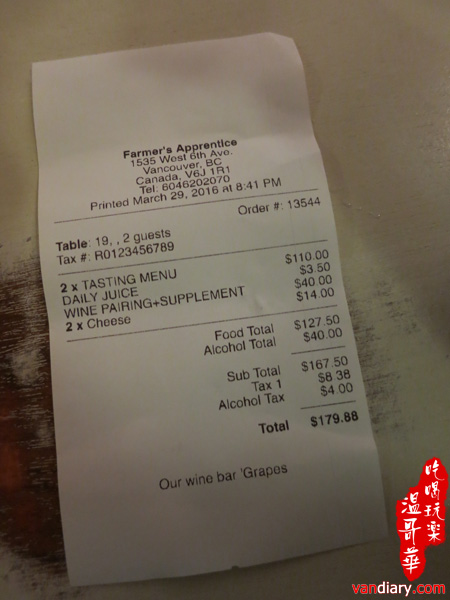 Farmer's Apprentice
1535 West 6th Ave.
Vancouver, BC
Canada, V6J 1R1
Tel. 6046202070
Printed March 29, 2016 at 8:41 PM
Order #: 13544
Table: 19, , 2 guests
Tax #: R0123456789
2 x TASTING MENU $110.00
DAILY JUICE $3.50
WINE PAIRING+SUPPLEMENT $40.00
2 x Cheese $14.00
Food Total $127.50
Alcohol Total $40.00
Sub Total $167.50
Tax 1 $8.38
Alcohol Tax $4.00
Total $179.88
Our wine bar 'Grapes
吃喝玩樂
溫哥華
vandiary.com